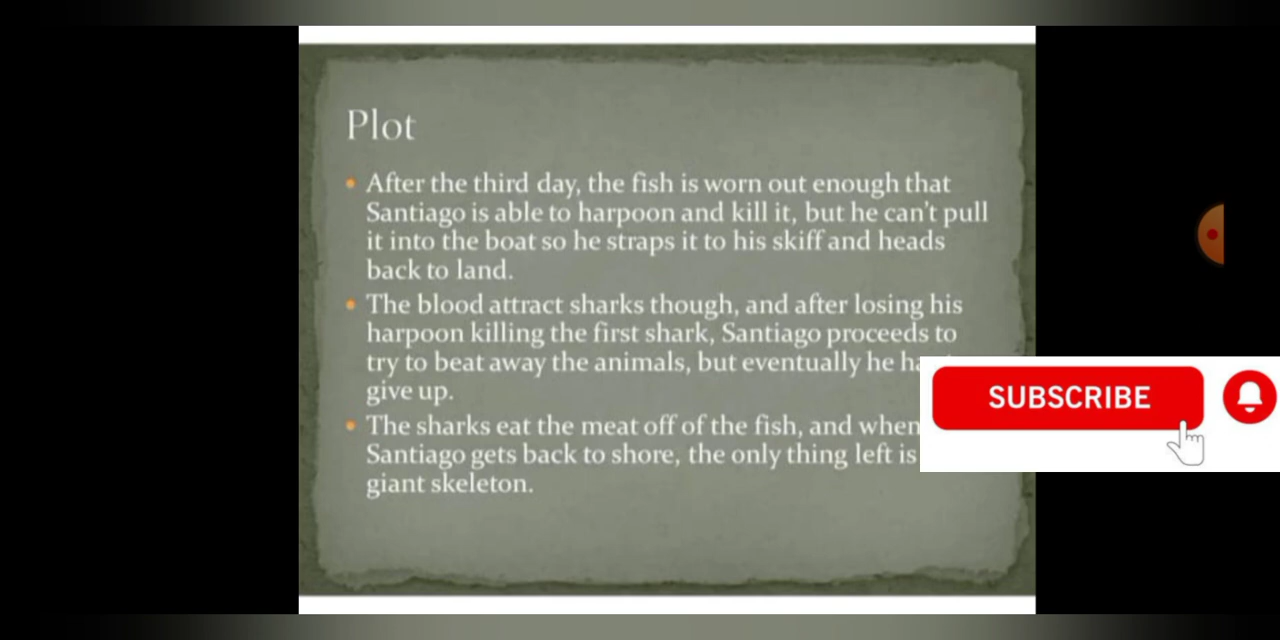 Plot
• After the third day, the fish is worn out enough that
Santiago is able to harpoon and kill it, but he can't pull
it into the boat so he straps it to his skiff and heads
back to land.
• The blood attract sharks though, and after losing his
harpoon killing the first shark, Santiago proceeds to
try to beat away the animals, but eventually he
give up.
• The sharks eat the meat off of the fish, and when
Santiago gets back to shore, the only thing left is
giant skeleton.
SUBSCRIBE